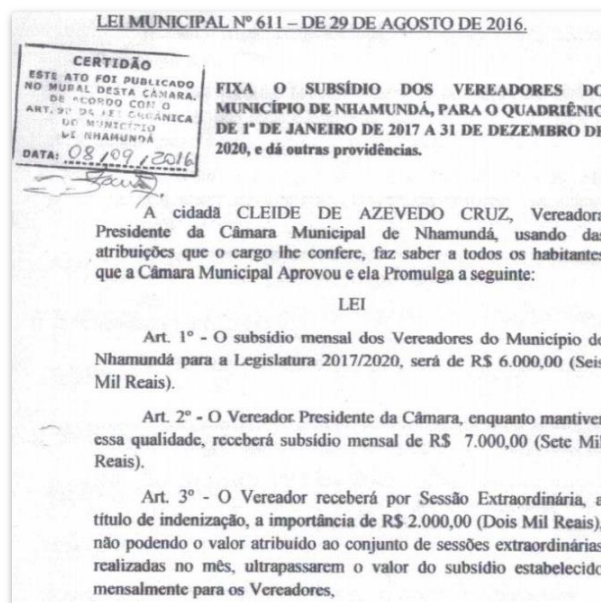 LEI MUNICIPAL Nº 611 – DE 29 DE AGOSTO DE 2016.
CERTIDÃO
ESTE ATO FOI PUBLICADO
NO MURAL DESTA CÂMARA.
DE ACORDO COM O
ART. 90 DA LEI ORGÂNICA
DO MUNICÍPIO
DE NHAMUNDÁ
DATA: 08/09/2016
FIXA O SUBSÍDIO DOS VEREADORES DO
MUNICÍPIO DE NHAMUNDÁ, PARA O QUADRIÊNIO
DE 1º DE JANEIRO DE 2017 A 31 DE DEZEMBRO DE
2020, e dá outras providências.
A cidadã CLEIDE DE AZEVEDO CRUZ, Vereadora
Presidente da Câmara Municipal de Nhamundá, usando das
atribuições que o cargo lhe confere, faz saber a todos os habitantes
que a Câmara Municipal Aprovou e ela Promulga a seguinte:
LEI
Art. 1º - O subsídio mensal dos Vereadores do Município de
Nhamundá para a Legislatura 2017/2020, será de R$ 6.000,00 (Seis
Mil Reais).
Art. 2º - O Vereador Presidente da Câmara, enquanto mantiver
essa qualidade, receberá subsídio mensal de R$ 7.000,00 (Sete Mil
Reais).
Art. 3º - O Vereador receberá por Sessão Extraordinária, a
título de indenização, a importância de R$ 2.000,00 (Dois Mil Reais),
não podendo o valor atribuído ao conjunto de sessões extraordinárias
realizadas no mês, ultrapassarem o valor do subsídio estabelecido
mensalmente para os Vereadores,